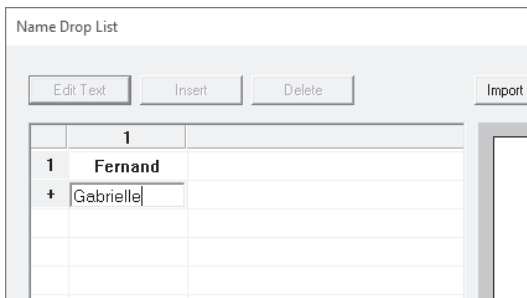 Name Drop List
Edit Text Insert Delete Import
1
1 Fernand
+ Gabrielle